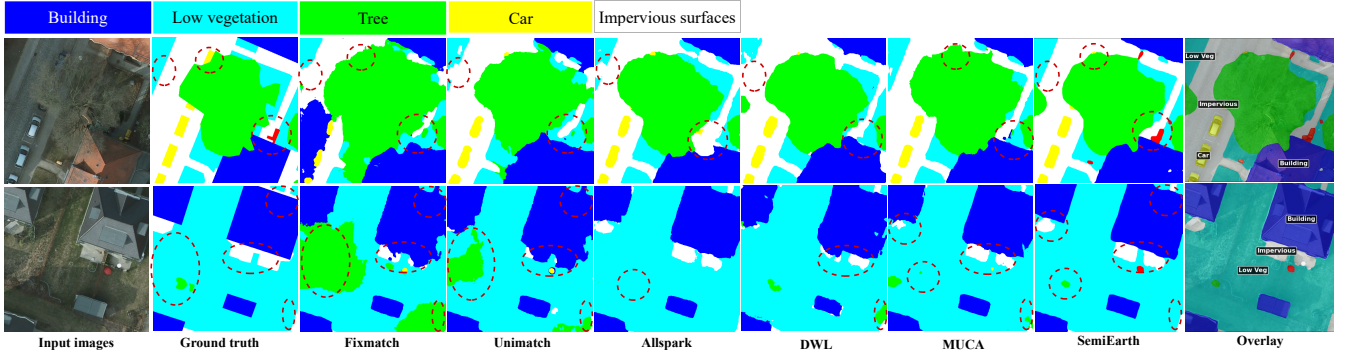 Building Low vegetation Tree Car Impervious surfaces
Low Veg
Impervious
Car
Building
Building
Impervious
Low Veg
Input images Ground truth Fixmatch Unimatch Allspark DWL MUCA SemiEarth Overlay